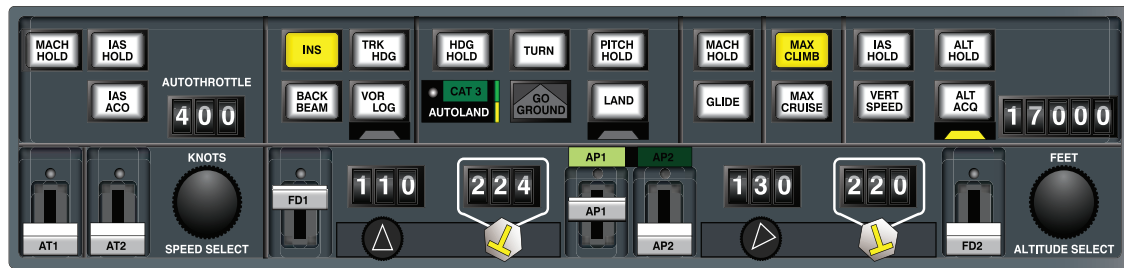 MACH HOLD
IAS HOLD
INS
TRK HDG
HDG HOLD
TURN
PITCH HOLD
MACH HOLD
MAX CLIMB
IAS HOLD
ALT HOLD
IAS ACQ
AUTOTHROTTLE
400
BACK BEAM
VOR LOG
CAT 3
AUTOLAND
GO GROUND
LAND
GLIDE
MAX CRUISE
VERT SPEED
ALT ACQ
17000
KNOTS
AP1
AP2
FEET
FD1
110
224
AP1
130
220
AT1
AT2
SPEED SELECT
AP2
FD2
ALTITUDE SELECT